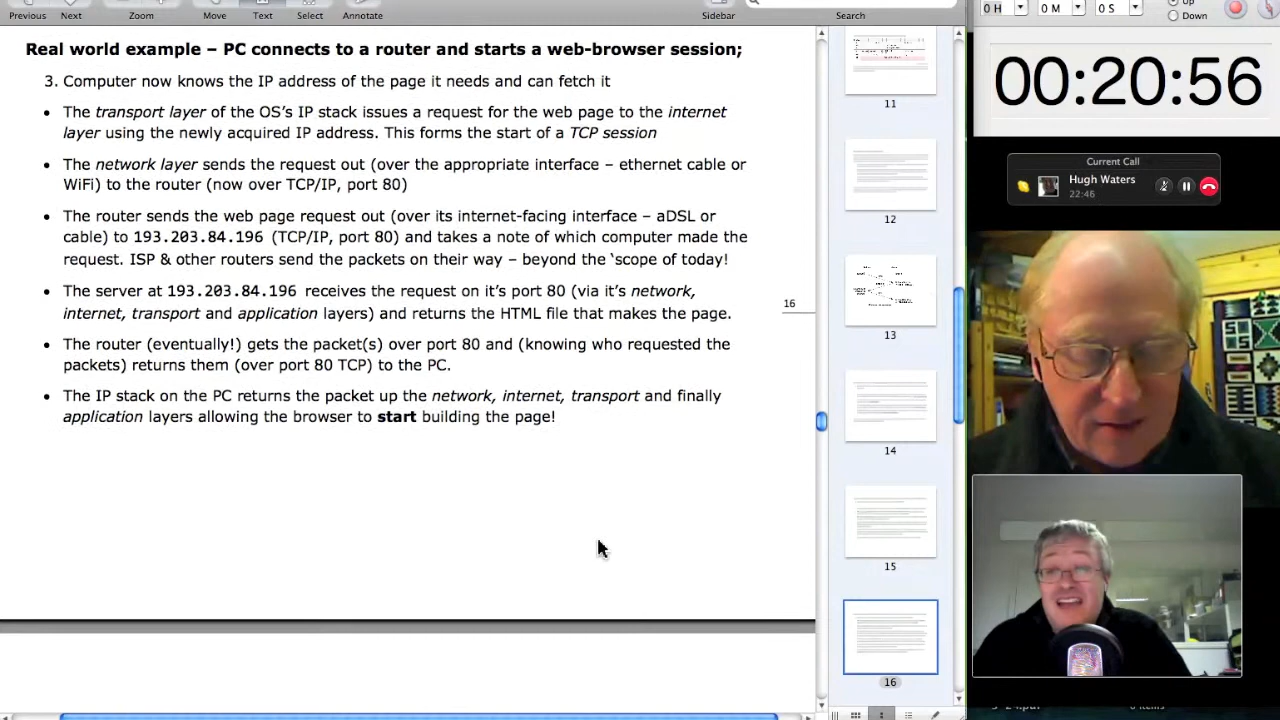 Previous Next Zoom Move Text Select Annotate Sidebar Search
0 H 0 M 0 S Up
Down
00:20:56
Real world example – PC connects to a router and starts a web-browser session;
3. Computer now knows the IP address of the page it needs and can fetch it
• The transport layer of the OS's IP stack issues a request for the web page to the internet
layer using the newly acquired IP address. This forms the start of a TCP session
• The network layer sends the request out (over the appropriate interface – ethernet cable or
WiFi) to the router (now over TCP/IP, port 80)
• The router sends the web page request out (over its internet-facing interface – aDSL or
cable) to 193.203.84.196 (TCP/IP, port 80) and takes a note of which computer made the
request. ISP & other routers send the packets on their way – beyond the 'scope of today!
• The server at 193.203.84.196 receives the request on it's port 80 (via it's network,
internet, transport and application layers) and returns the HTML file that makes the page.
• The router (eventually!) gets the packet(s) over port 80 and (knowing who requested the
packets) returns them (over port 80 TCP) to the PC.
• The IP stack on the PC returns the packet up the network, internet, transport and finally
application layers allowing the browser to start building the page!
16
11
12
13
14
15
16
Current Call
Hugh Waters
22:46